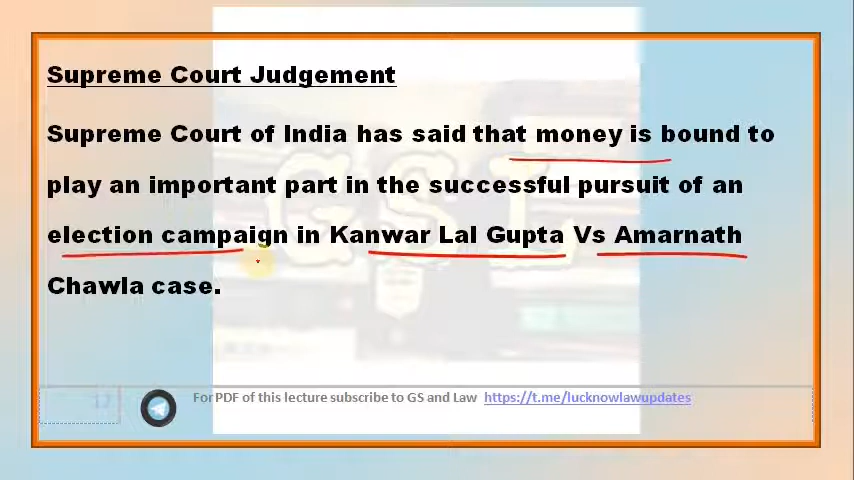 Supreme Court Judgement
Supreme Court of India has said that money is bound to
play an important part in the successful pursuit of an
election campaign in Kanwar Lal Gupta Vs Amarnath
Chawla case.
GSL
17
For PDF of this lecture subscribe to GS and Law https://t.me/lucknowlawupdates